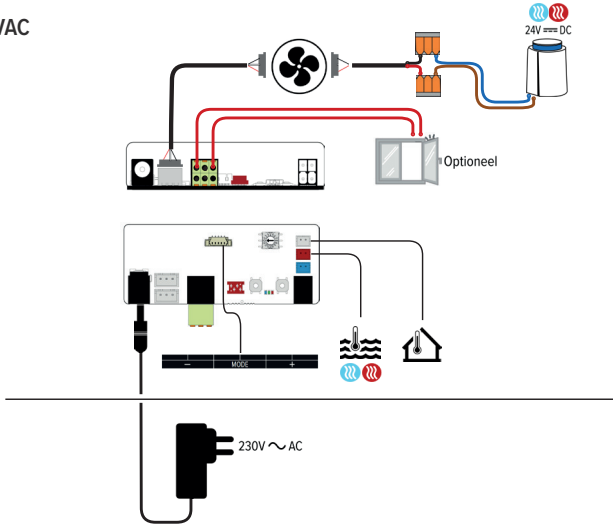 VAC
24V ⎓ DC
Optioneel
− MODE +
230V ∼ AC